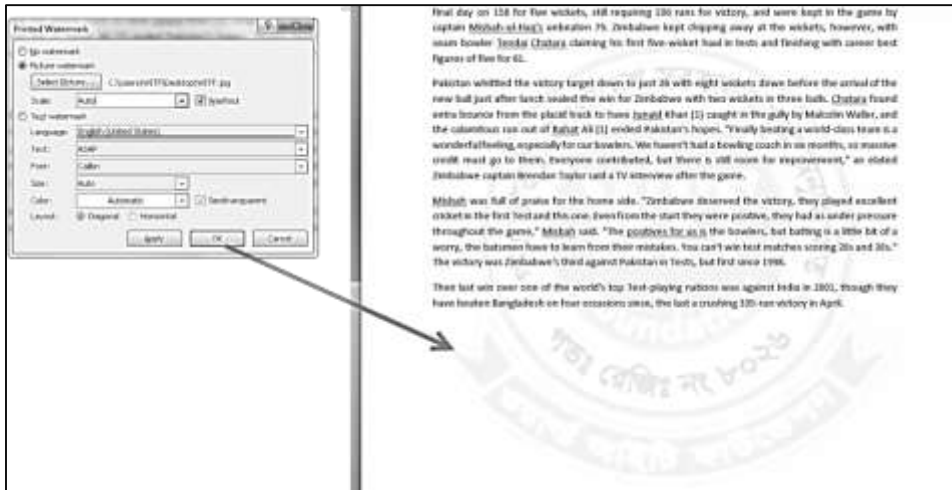 Printed Watermark
No watermark
Picture watermark
Select Picture... C:\Users\HTTF\Desktop\HTTF.jpg
Scale: Auto Washout
Text watermark
Language: English (United States)
Text: ASAP
Font: Calibri
Size: Auto
Color: Automatic Semitransparent
Layout: Diagonal Horizontal
Apply OK Cancel
final day on 158 for five wickets, still requiring 106 runs for victory, and were kept in the game by
captain Misbah-ul-Haq's unbeaten 79. Zimbabwe kept chipping away at the wickets, however, with
seam bowler Tendai Chatara claiming his first five-wicket haul in tests and finishing with career best
figures of five for 61.
Pakistan whittled the victory target down to just 26 with eight wickets down before the arrival of the
new ball just after lunch sealed the win for Zimbabwe with two wickets in three balls. Chatara found
extra bounce from the placid track to have Junaid Khan (1) caught in the gully by Malcolm Waller, and
the calamitous run out of Rahat Ali (1) ended Pakistan's hopes. "Finally beating a world-class team is a
wonderful feeling, especially for our bowlers. We haven't had a bowling coach in six months, so massive
credit must go to them. Everyone contributed, but there is still room for improvement," an elated
Zimbabwe captain Brendan Taylor said a TV interview after the game.
Misbah was full of praise for the home side. "Zimbabwe deserved the victory, they played excellent
cricket in the first Test and this one. Even from the start they were positive, they had us under pressure
throughout the game," Misbah said. "The positives for us is the bowlers, but batting is a little bit of a
worry, the batsmen have to learn from their mistakes. You can't win test matches scoring 20s and 30s."
The victory was Zimbabwe's third against Pakistan in Tests, but first since 1998.
Their last win over one of the world's top Test-playing nations was against India in 2001, though they
have beaten Bangladesh on four occasions since, the last a crushing 335-run victory in April.
গভঃ রেজিঃ নং ৮০২৬